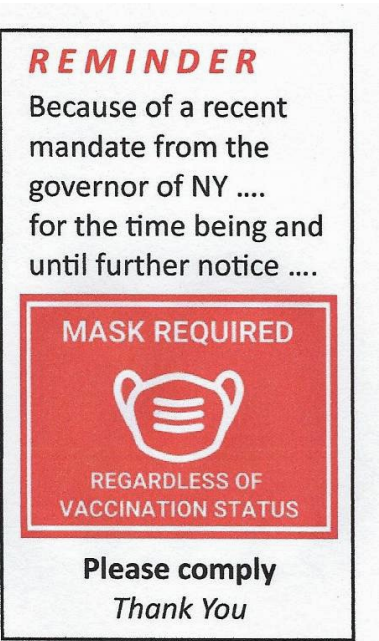 REMINDER
Because of a recent
mandate from the
governor of NY ....
for the time being and
until further notice ....
MASK REQUIRED
REGARDLESS OF
VACCINATION STATUS
Please comply
Thank You